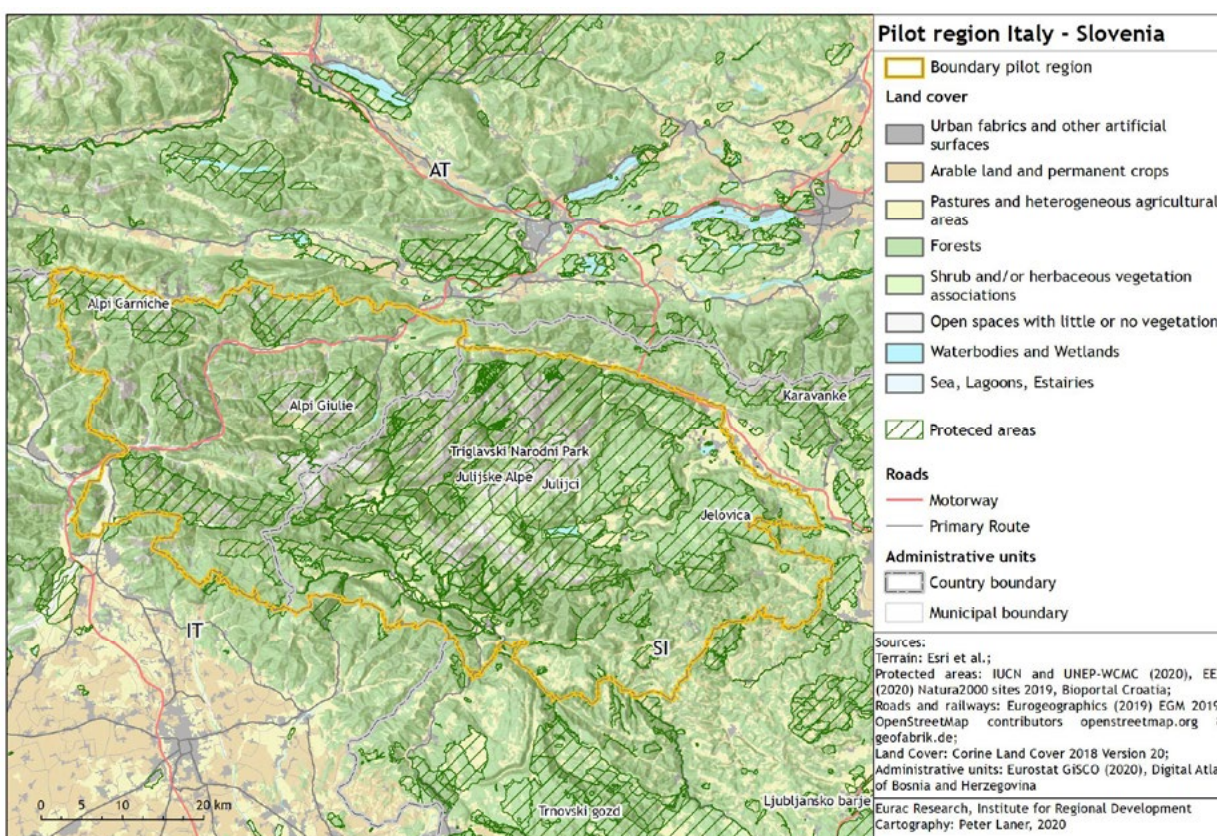 Pilot region Italy - Slovenia
Boundary pilot region
Land cover
Urban fabrics and other artificial
surfaces
Arable land and permanent crops
Pastures and heterogeneous agricultural
areas
Forests
Shrub and/or herbaceous vegetation
associations
Open spaces with little or no vegetation
Waterbodies and Wetlands
Sea, Lagoons, Estairies
Proteced areas
Roads
Motorway
Primary Route
Administrative units
Country boundary
Municipal boundary
Sources:
Terrain: Esri et al.;
Protected areas: IUCN and UNEP-WCMC (2020), EE
(2020) Natura2000 sites 2019, Bioportal Croatia;
Roads and railways: Eurogeographics (2019) EGM 2019
OpenStreetMap contributors openstreetmap.org
geofabrik.de;
Land Cover: Corine Land Cover 2018 Version 20;
Administrative units: Eurostat GISCO (2020), Digital Atla
of Bosnia and Herzegovina
Eurac Research, Institute for Regional Development
Cartography: Peter Laner, 2020
AT
Alpi Carniche
Karavanke
Alpi Giulie
Triglavski Narodni Park
Julijske Alpe
Julijci
Jelovica
IT
SI
Ljubljansko barje
Trnovski gozd
0 5 10 20 km